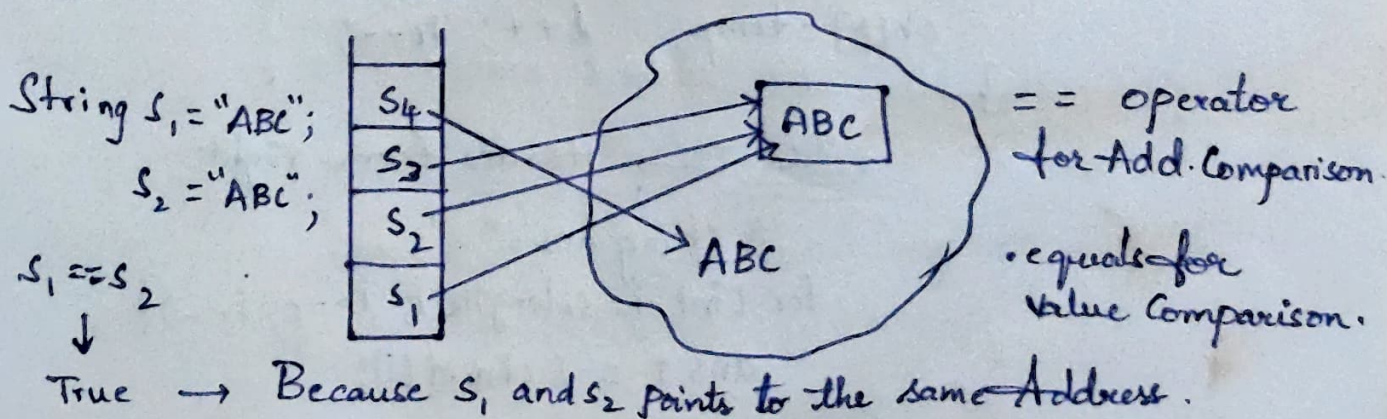 String S₁ = "ABC";
S₂ = "ABC";
S₁ == S₂
↓
True → Because S₁ and S₂ points to the same Address.
S₄
S₃
S₂
S₁
ABC
ABC
== operator
for Add. Comparison
.equals for
value Comparison.